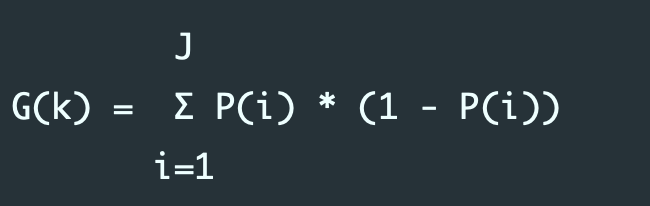 J
G(k) = Σ P(i) * (1 - P(i))
i=1